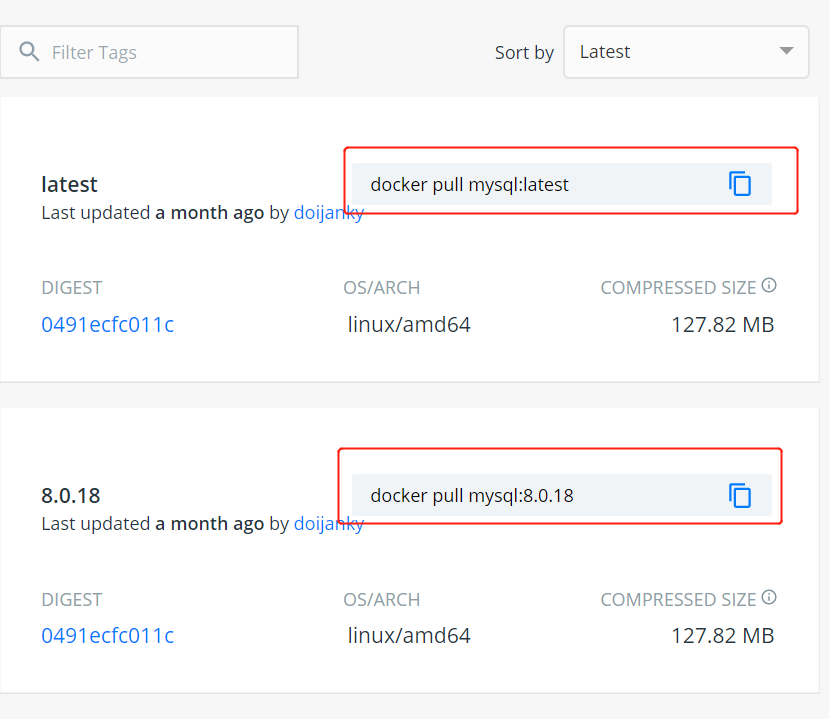 Filter Tags
Sort by Latest
latest
docker pull mysql:latest
Last updated a month ago by doijanky
DIGEST OS/ARCH COMPRESSED SIZE
0491ecfc011c linux/amd64 127.82 MB
8.0.18
docker pull mysql:8.0.18
Last updated a month ago by doijanky
DIGEST OS/ARCH COMPRESSED SIZE
0491ecfc011c linux/amd64 127.82 MB